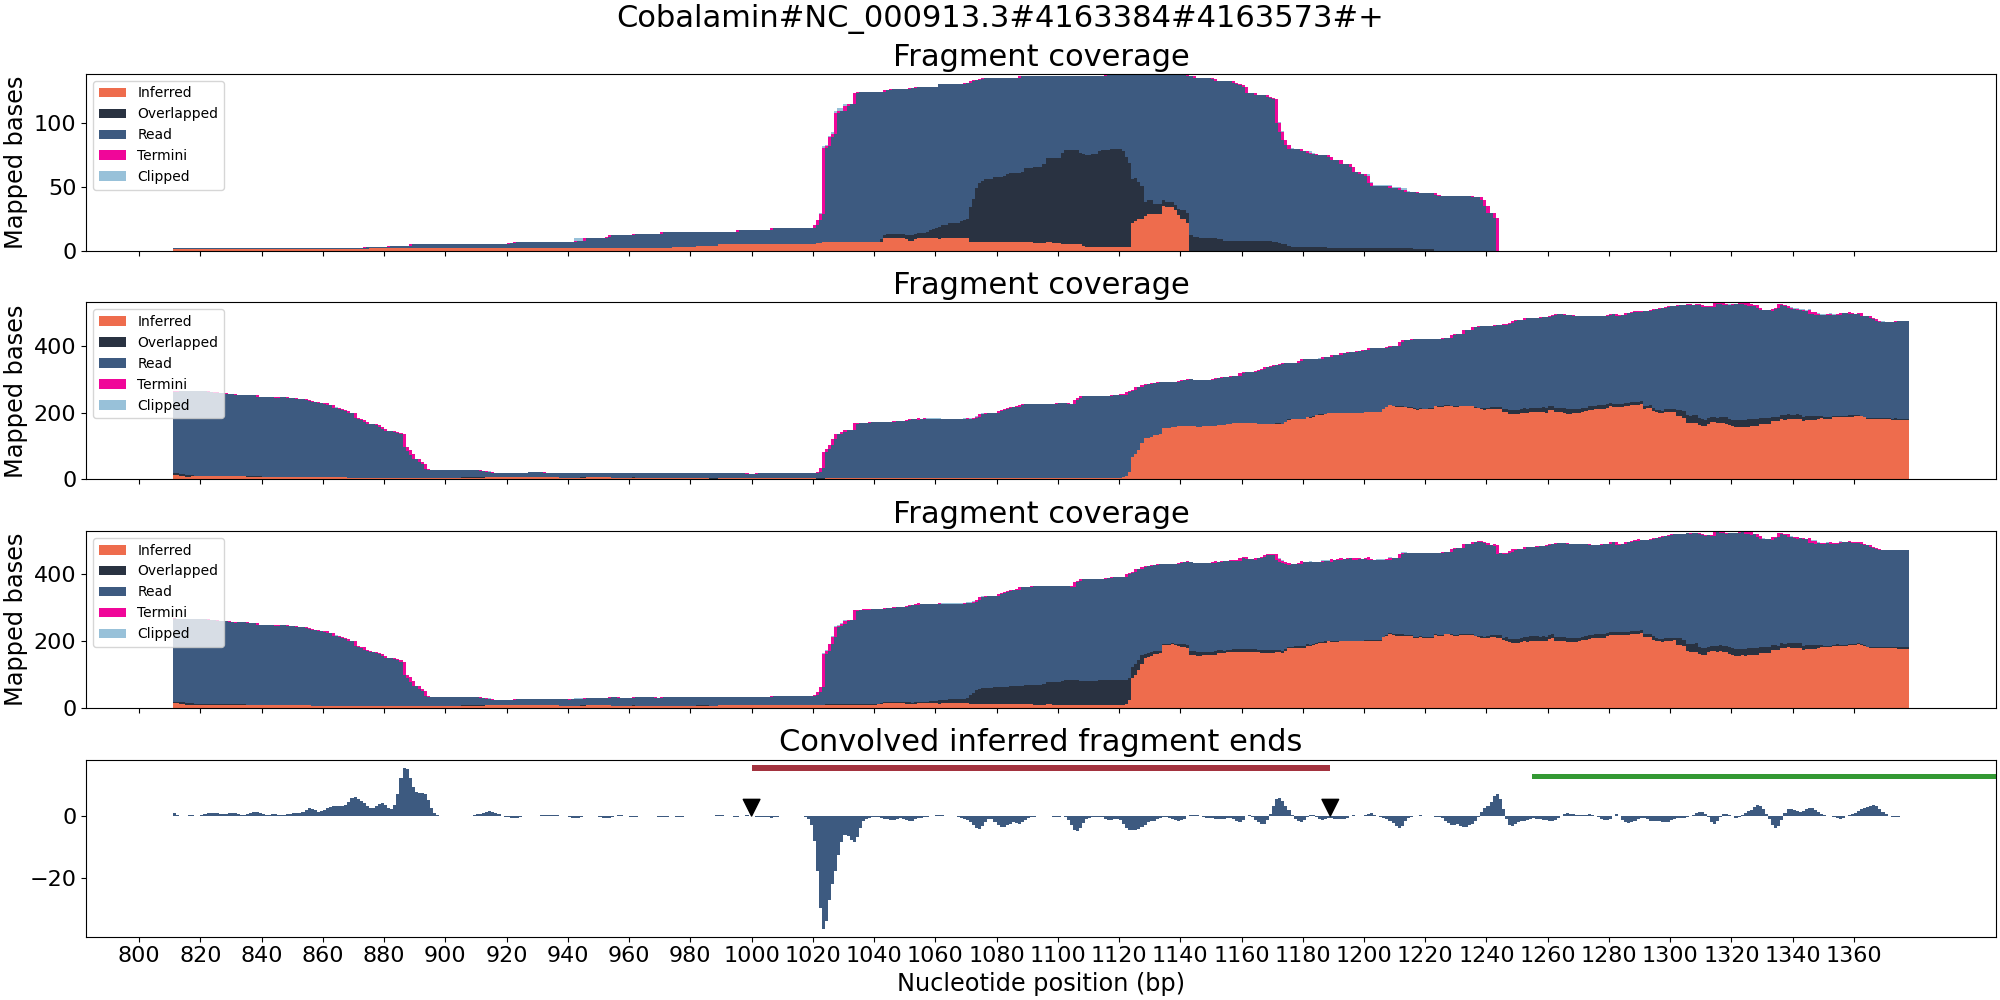 Cobalamin#NC_000913.3#4163384#4163573#+
Fragment coverage
Mapped bases
100
50
0
Inferred
Overlapped
Read
Termini
Clipped
Fragment coverage
Mapped bases
400
200
0
Inferred
Overlapped
Read
Termini
Clipped
Fragment coverage
Mapped bases
400
200
0
Inferred
Overlapped
Read
Termini
Clipped
Convolved inferred fragment ends
0
−20
800 820 840 860 880 900 920 940 960 980 1000 1020 1040 1060 1080 1100 1120 1140 1160 1180 1200 1220 1240 1260 1280 1300 1320 1340 1360
Nucleotide position (bp)